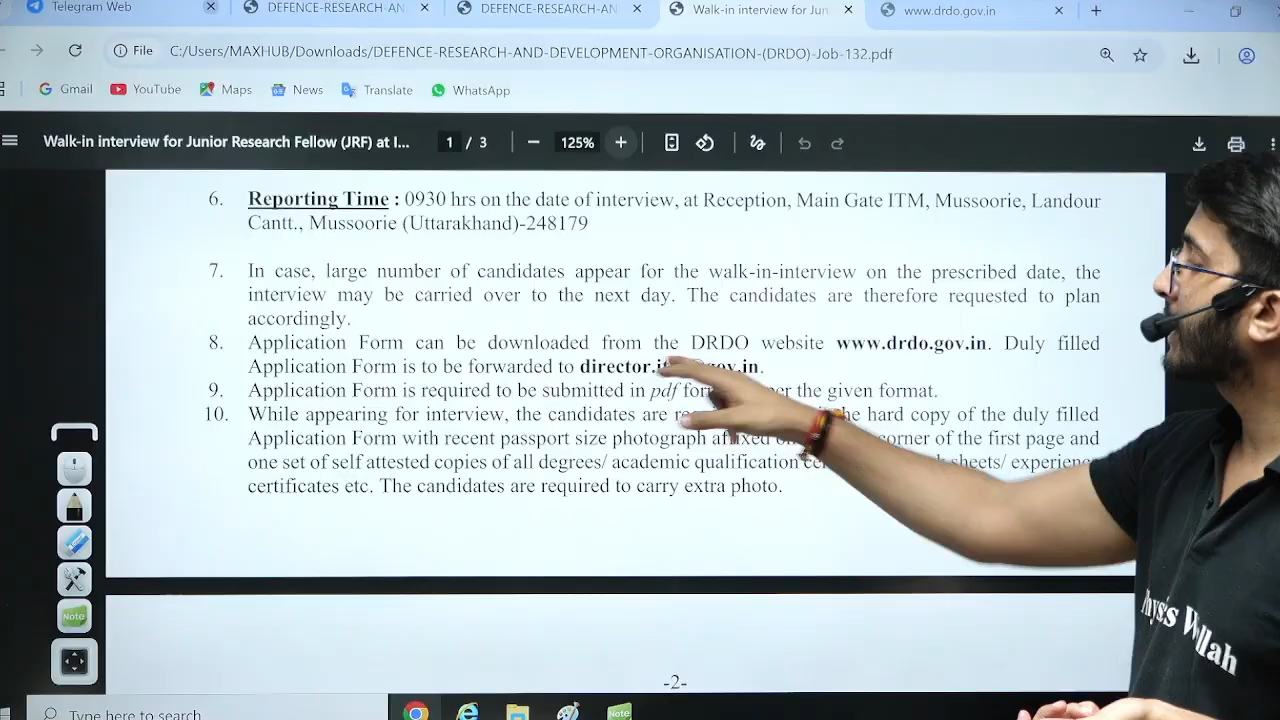 Telegram Web
DEFENCE-RESEARCH-AN
DEFENCE-RESEARCH-AN
Walk-in interview for Jun
www.drdo.gov.in
File
C:/Users/MAXHUB/Downloads/DEFENCE-RESEARCH-AND-DEVELOPMENT-ORGANISATION-(DRDO)-Job-132.pdf
Gmail YouTube Maps News Translate WhatsApp
Walk-in interview for Junior Research Fellow (JRF) at I... 1 / 3 125%
6. Reporting Time : 0930 hrs on the date of interview, at Reception, Main Gate ITM, Mussoorie, Landour
Cantt., Mussoorie (Uttarakhand)-248179
7. In case, large number of candidates appear for the walk-in-interview on the prescribed date, the
interview may be carried over to the next day. The candidates are therefore requested to plan
accordingly.
8. Application Form can be downloaded from the DRDO website www.drdo.gov.in. Duly filled
Application Form is to be forwarded to
9. Application Form is required to be submitted in pdf the given format.
10. While appearing for interview, the candidates are hard copy of the duly filled
Application Form with recent passport size photograph affixed corner of the first page and
one set of self attested copies of all degrees/ academic qualification sheets/ experience
certificates etc. The candidates are required to carry extra photo.
Note
-2-
Type here to search
Note
Physics Wallah